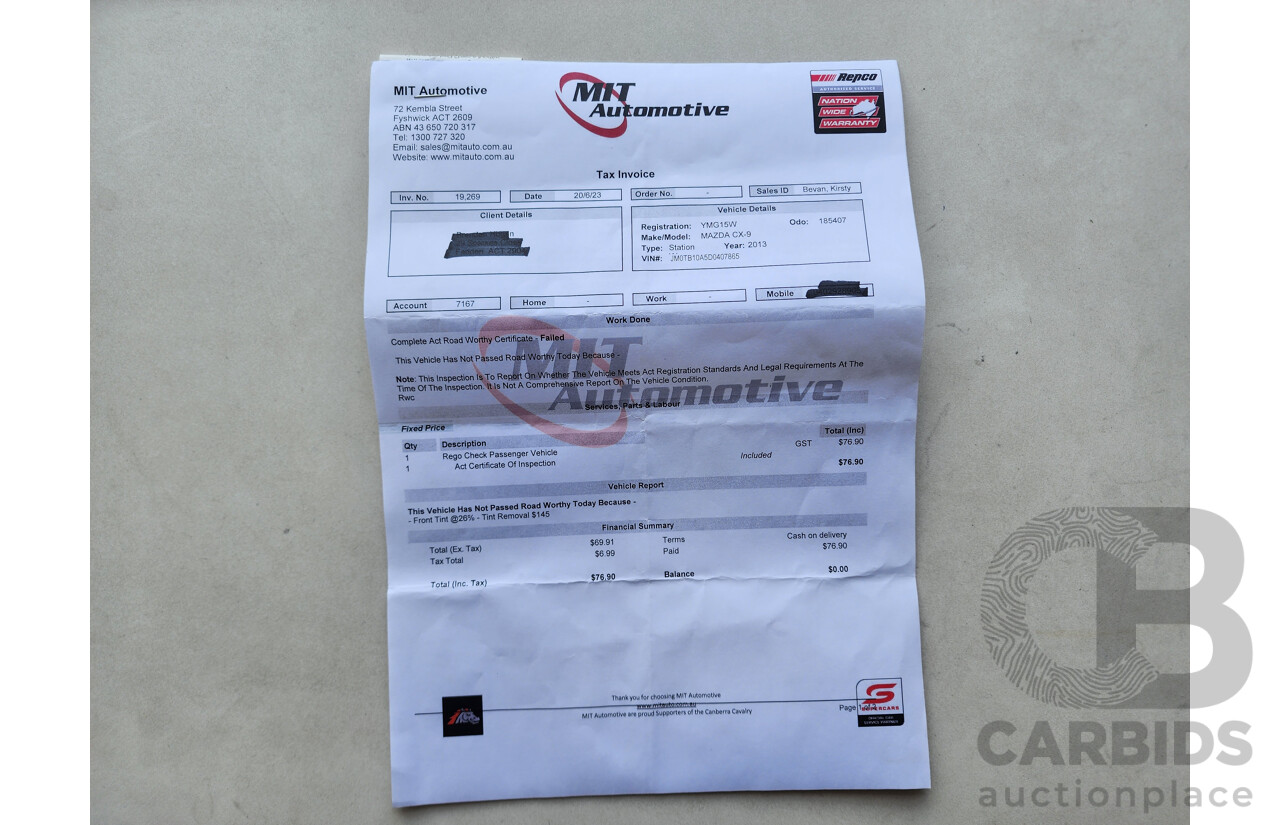 MIT Automotive
72 Kembla Street
Fyshwick ACT 2609
ABN 43 650 720 317
Tel: 1300 727 320
Email: sales@mitauto.com.au
Website: www.mitauto.com.au
MIT
Automotive
Repco
AUTHORISED SERVICE
NATION
WIDE
WARRANTY
Tax Invoice
Inv. No. 19,269 Date 20/6/23 Order No. - Sales ID Bevan, Kirsty
Client Details
Vehicle Details
Registration: YMG15W Odo: 185407
Make/Model: MAZDA CX-9
Type: Station Year: 2013
VIN#: JM0TB10A5D0407865
Account 7167 Home - Work - Mobile
Work Done
Complete Act Road Worthy Certificate - Failed
This Vehicle Has Not Passed Road Worthy Today Because -
Note: This Inspection Is To Report On Whether The Vehicle Meets Act Registration Standards And Legal Requirements At The
Time Of The Inspection. It Is Not A Comprehensive Report On The Vehicle Condition.
Rwc
MIT
Automotive
Services, Parts & Labour
Fixed Price
Qty Description Total (Inc)
1 Rego Check Passenger Vehicle GST $76.90
1 Act Certificate Of Inspection Included
$76.90
Vehicle Report
This Vehicle Has Not Passed Road Worthy Today Because -
- Front Tint @26% - Tint Removal $145
Financial Summary
Total (Ex. Tax) $69.91 Terms Cash on delivery
Tax Total $6.99 Paid $76.90
Total (Inc. Tax) $76.90 Balance $0.00
Thank you for choosing MIT Automotive
www.mitauto.com.au
MIT Automotive are proud Supporters of the Canberra Cavalry
Page 1
SUPERCARS
CB
CARBIDS
auctionplace